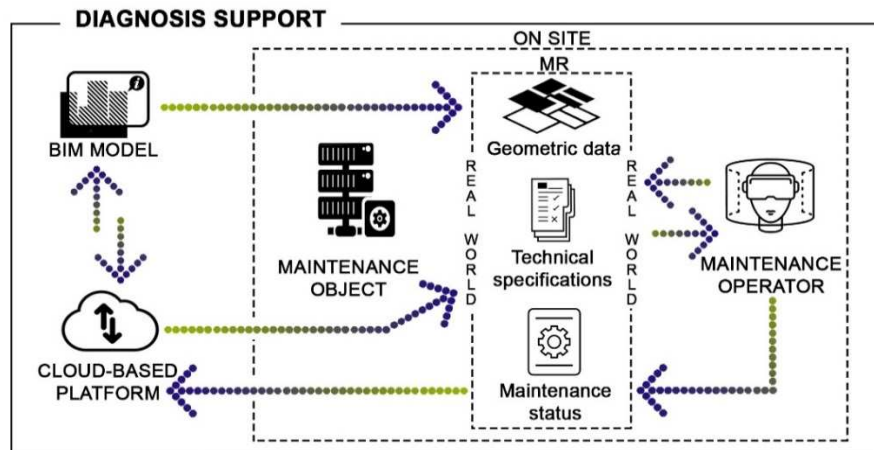 DIAGNOSIS SUPPORT
ON SITE
MR
i
BIM MODEL
Geometric data
REAL WORLD
REAL WORLD
MAINTENANCE
OBJECT
Technical
specifications
MAINTENANCE
OPERATOR
CLOUD-BASED
PLATFORM
Maintenance
status